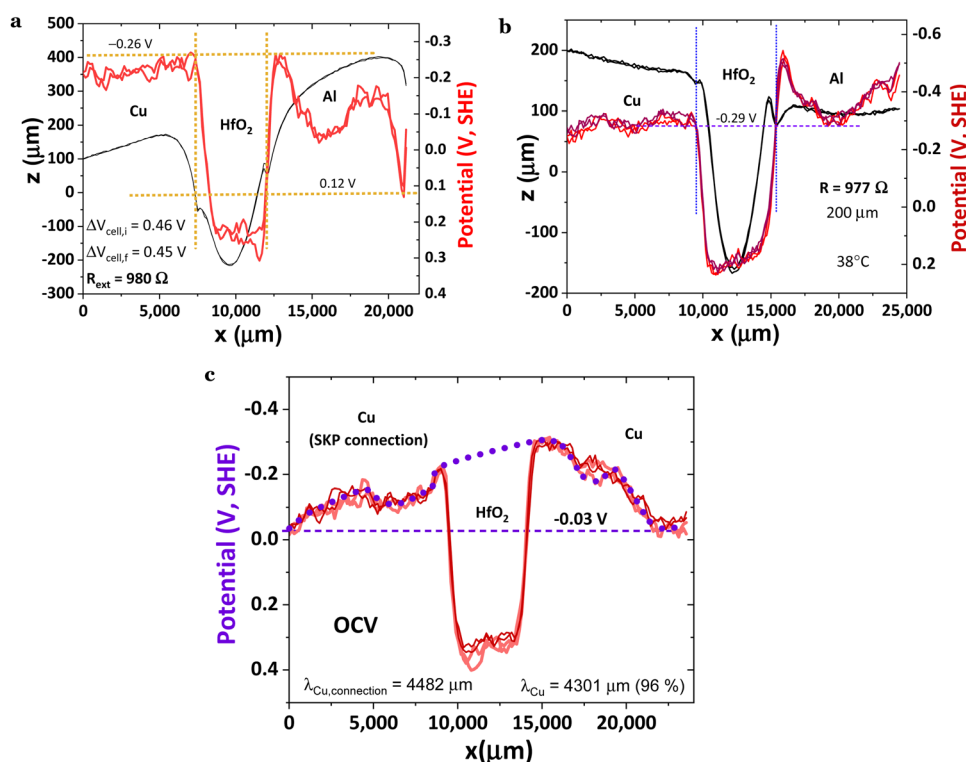 a
−0.26 V
Cu
HfO₂
Al
0.12 V
ΔV_cell,i = 0.46 V
ΔV_cell,f = 0.45 V
R_ext = 980 Ω
500
400
300
200
100
0
-100
-200
-300
z (μm)
0
5,000
10,000
15,000
20,000
x (μm)
-0.3
-0.2
-0.1
0.0
0.1
0.2
0.3
0.4
Potential (V, SHE)
b
HfO₂
Cu
Al
-0.29 V
R = 977 Ω
200 μm
38°C
200
100
0
-100
-200
z (μm)
0
5,000
10,000
15,000
20,000
25,000
x (μm)
-0.6
-0.4
-0.2
0.0
0.2
Potential (V, SHE)
c
Cu
(SKP connection)
Cu
HfO₂
-0.03 V
OCV
λ_Cu,connection = 4482 μm
λ_Cu = 4301 μm (96 %)
-0.4
-0.2
0.0
0.2
0.4
Potential (V, SHE)
0
5,000
10,000
15,000
20,000
x(μm)